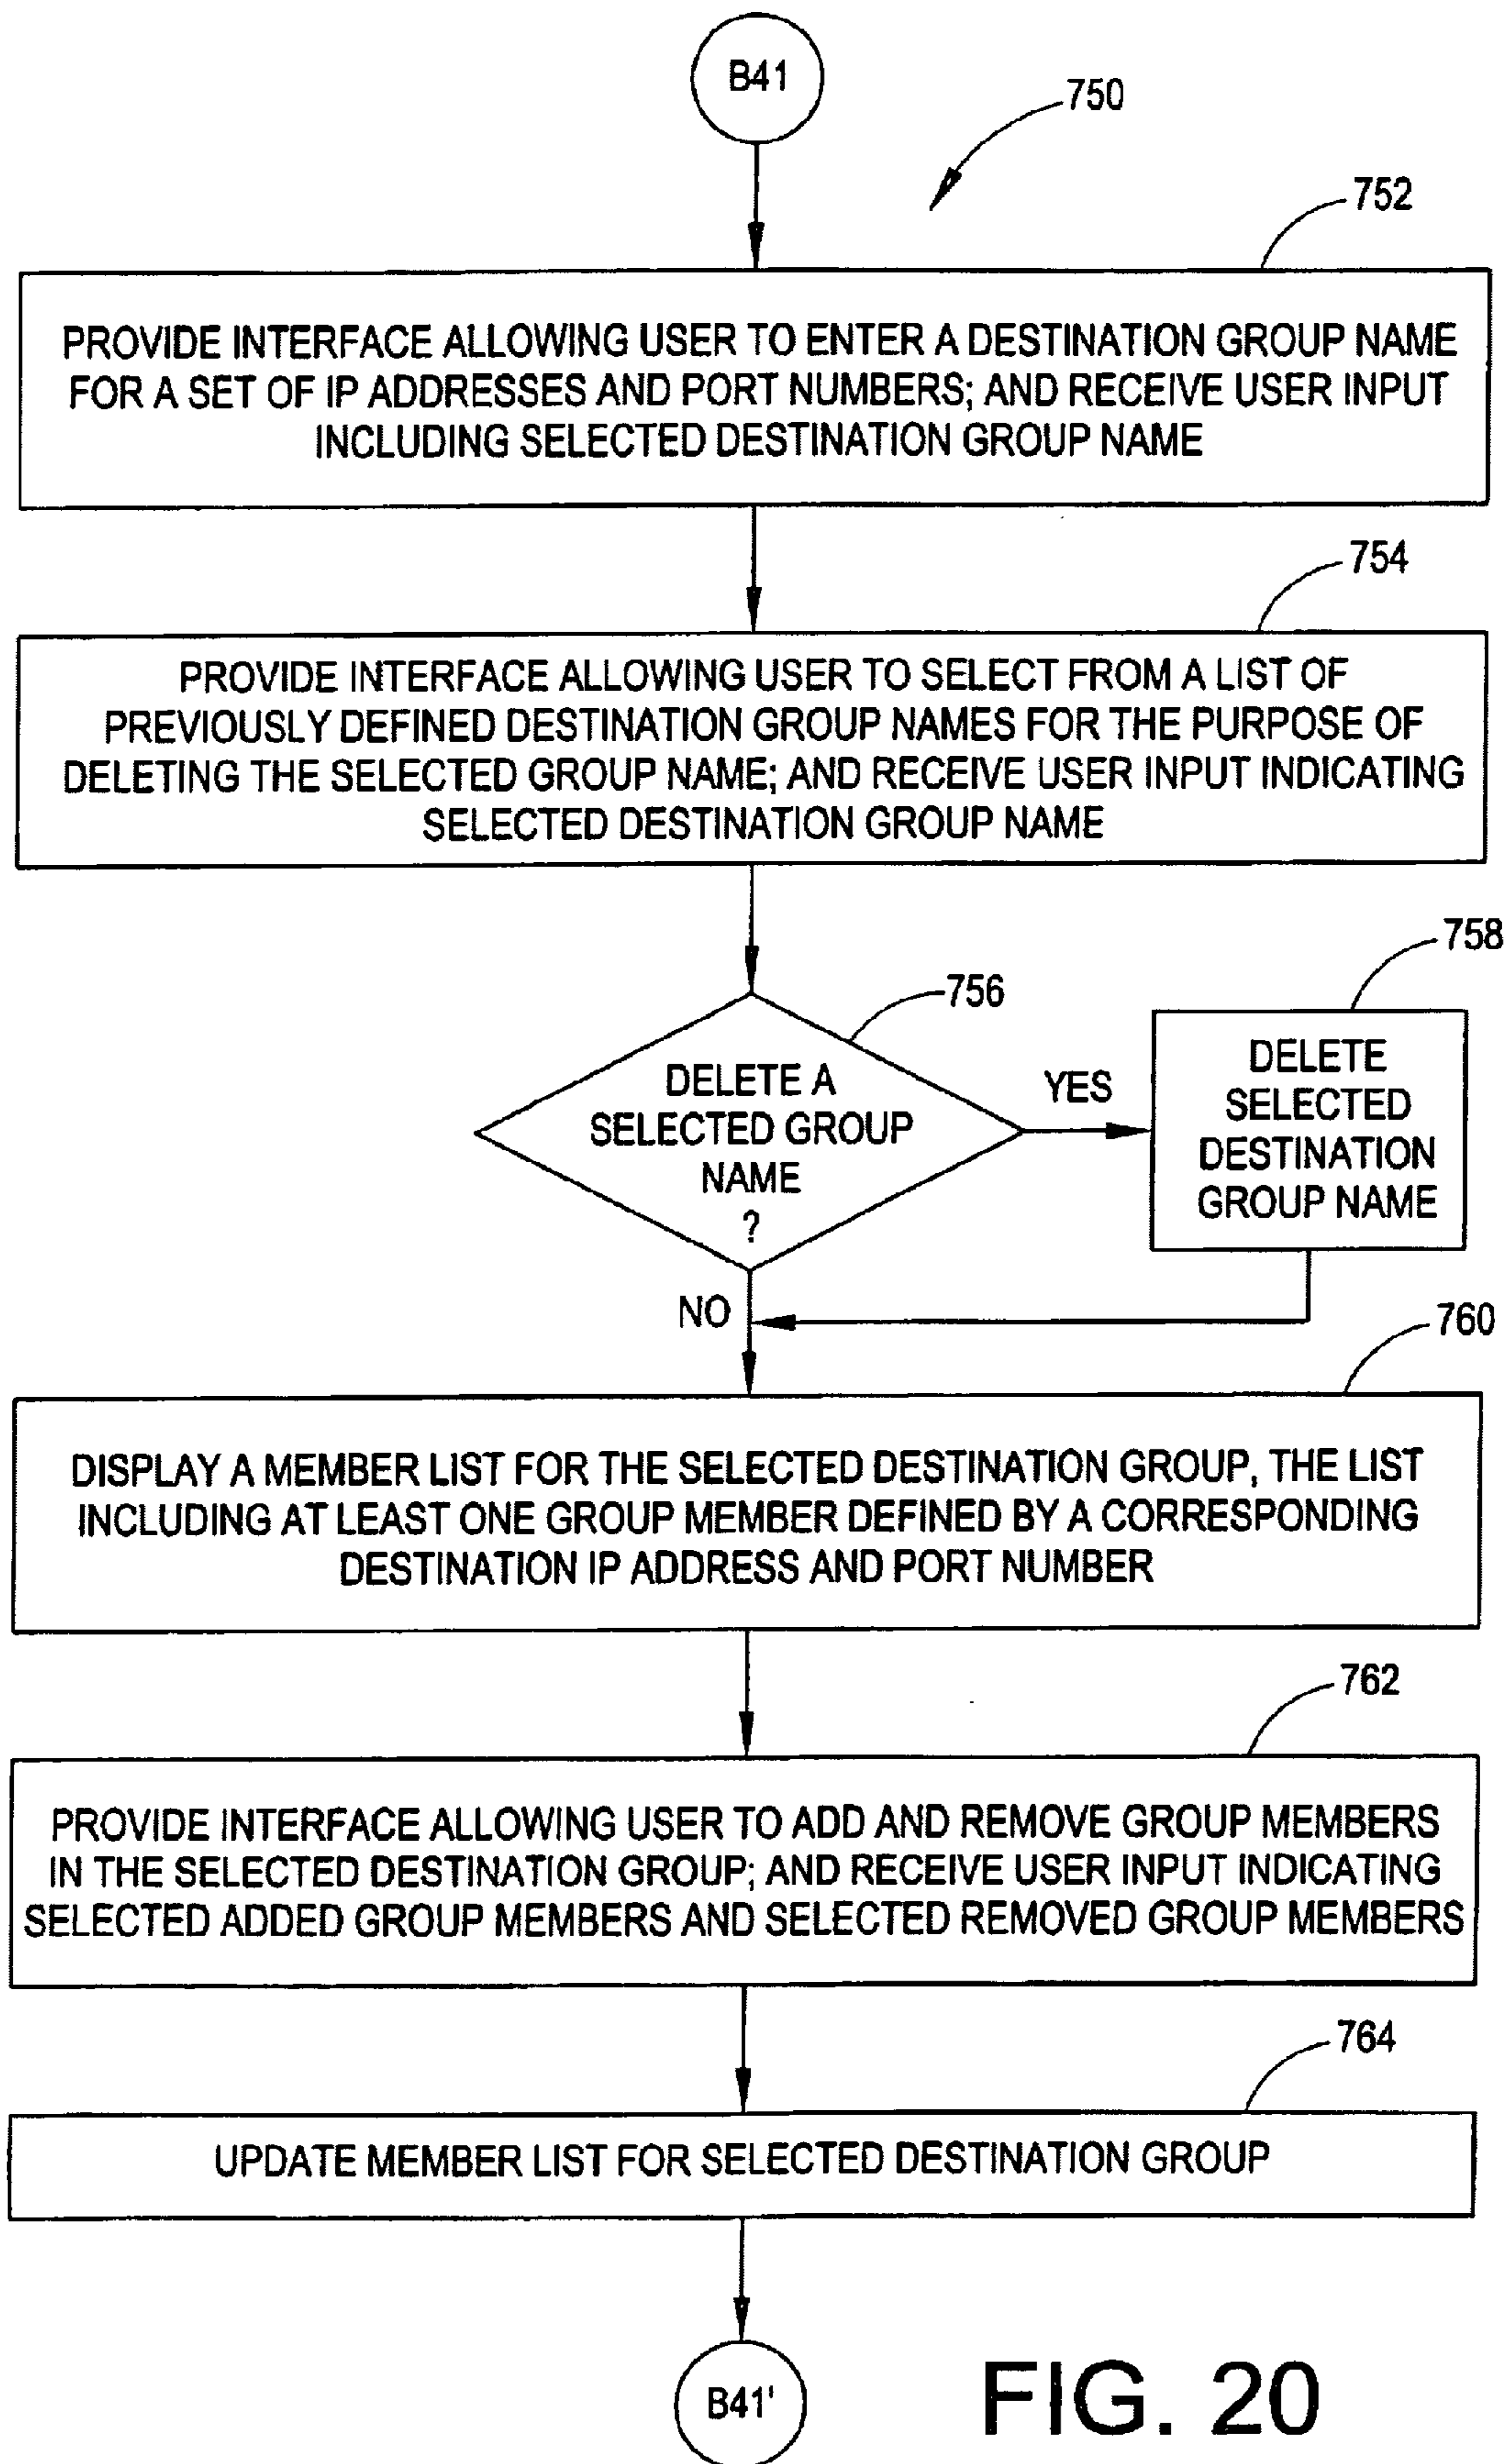 B41
750
752
PROVIDE INTERFACE ALLOWING USER TO ENTER A DESTINATION GROUP NAME
FOR A SET OF IP ADDRESSES AND PORT NUMBERS; AND RECEIVE USER INPUT
INCLUDING SELECTED DESTINATION GROUP NAME
754
PROVIDE INTERFACE ALLOWING USER TO SELECT FROM A LIST OF
PREVIOUSLY DEFINED DESTINATION GROUP NAMES FOR THE PURPOSE OF
DELETING THE SELECTED GROUP NAME; AND RECEIVE USER INPUT INDICATING
SELECTED DESTINATION GROUP NAME
756
DELETE A
SELECTED GROUP
NAME
?
YES
758
DELETE
SELECTED
DESTINATION
GROUP NAME
NO
760
DISPLAY A MEMBER LIST FOR THE SELECTED DESTINATION GROUP, THE LIST
INCLUDING AT LEAST ONE GROUP MEMBER DEFINED BY A CORRESPONDING
DESTINATION IP ADDRESS AND PORT NUMBER
762
PROVIDE INTERFACE ALLOWING USER TO ADD AND REMOVE GROUP MEMBERS
IN THE SELECTED DESTINATION GROUP; AND RECEIVE USER INPUT INDICATING
SELECTED ADDED GROUP MEMBERS AND SELECTED REMOVED GROUP MEMBERS
764
UPDATE MEMBER LIST FOR SELECTED DESTINATION GROUP
B41'
FIG. 20